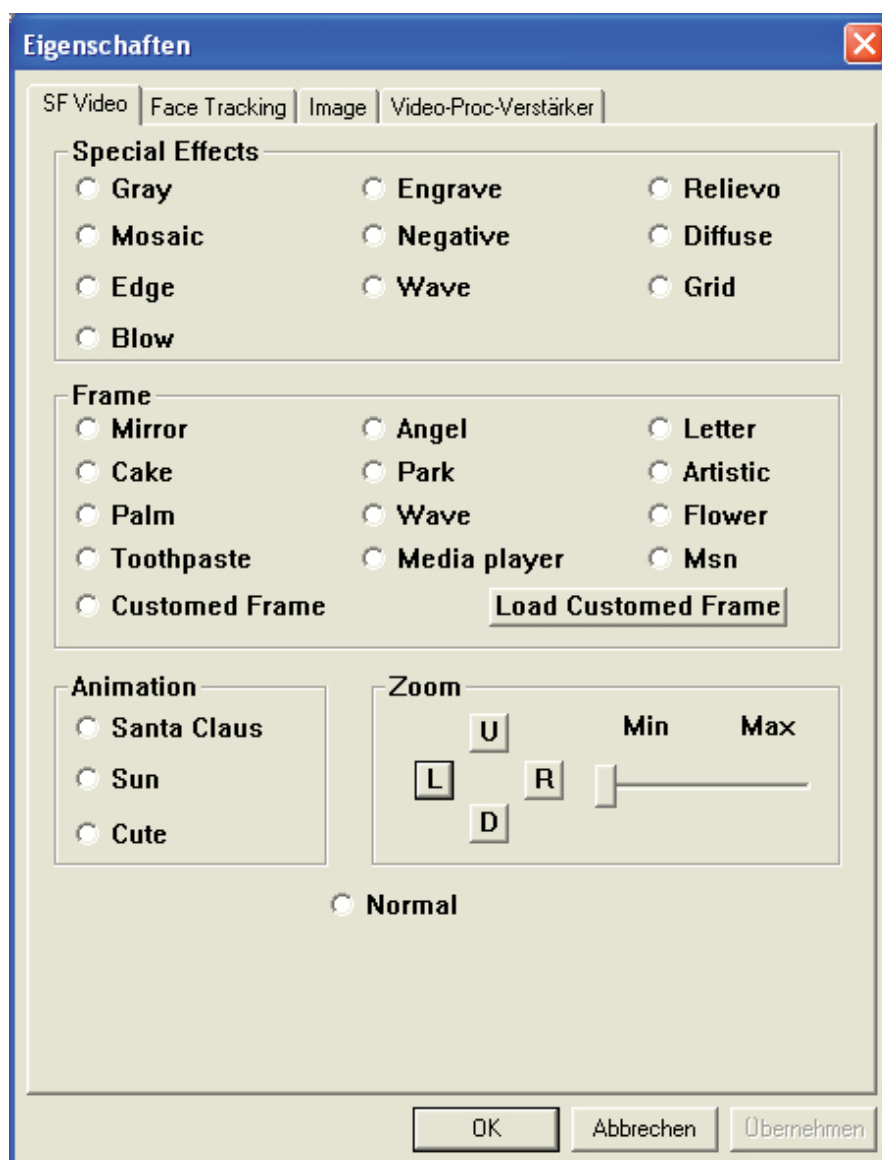 Eigenschaften
SF Video Face Tracking Image Video-Proc-Verstärker
Special Effects
Gray Engrave Relievo
Mosaic Negative Diffuse
Edge Wave Grid
Blow
Frame
Mirror Angel Letter
Cake Park Artistic
Palm Wave Flower
Toothpaste Media player Msn
Customed Frame Load Customed Frame
Animation
Santa Claus
Sun
Cute
Zoom
U Min Max
L R
D
Normal
OK Abbrechen Übernehmen